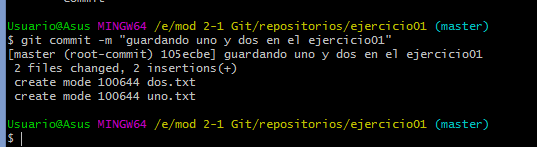 Commit
Usuario@Asus MINGW64 /e/mod 2-1 Git/repositorios/ejercicio01 (master)
$ git commit -m "guardando uno y dos en el ejercicio01"
[master (root-commit) 105ecbe] guardando uno y dos en el ejercicio01
 2 files changed, 2 insertions(+)
 create mode 100644 dos.txt
 create mode 100644 uno.txt
Usuario@Asus MINGW64 /e/mod 2-1 Git/repositorios/ejercicio01 (master)
$